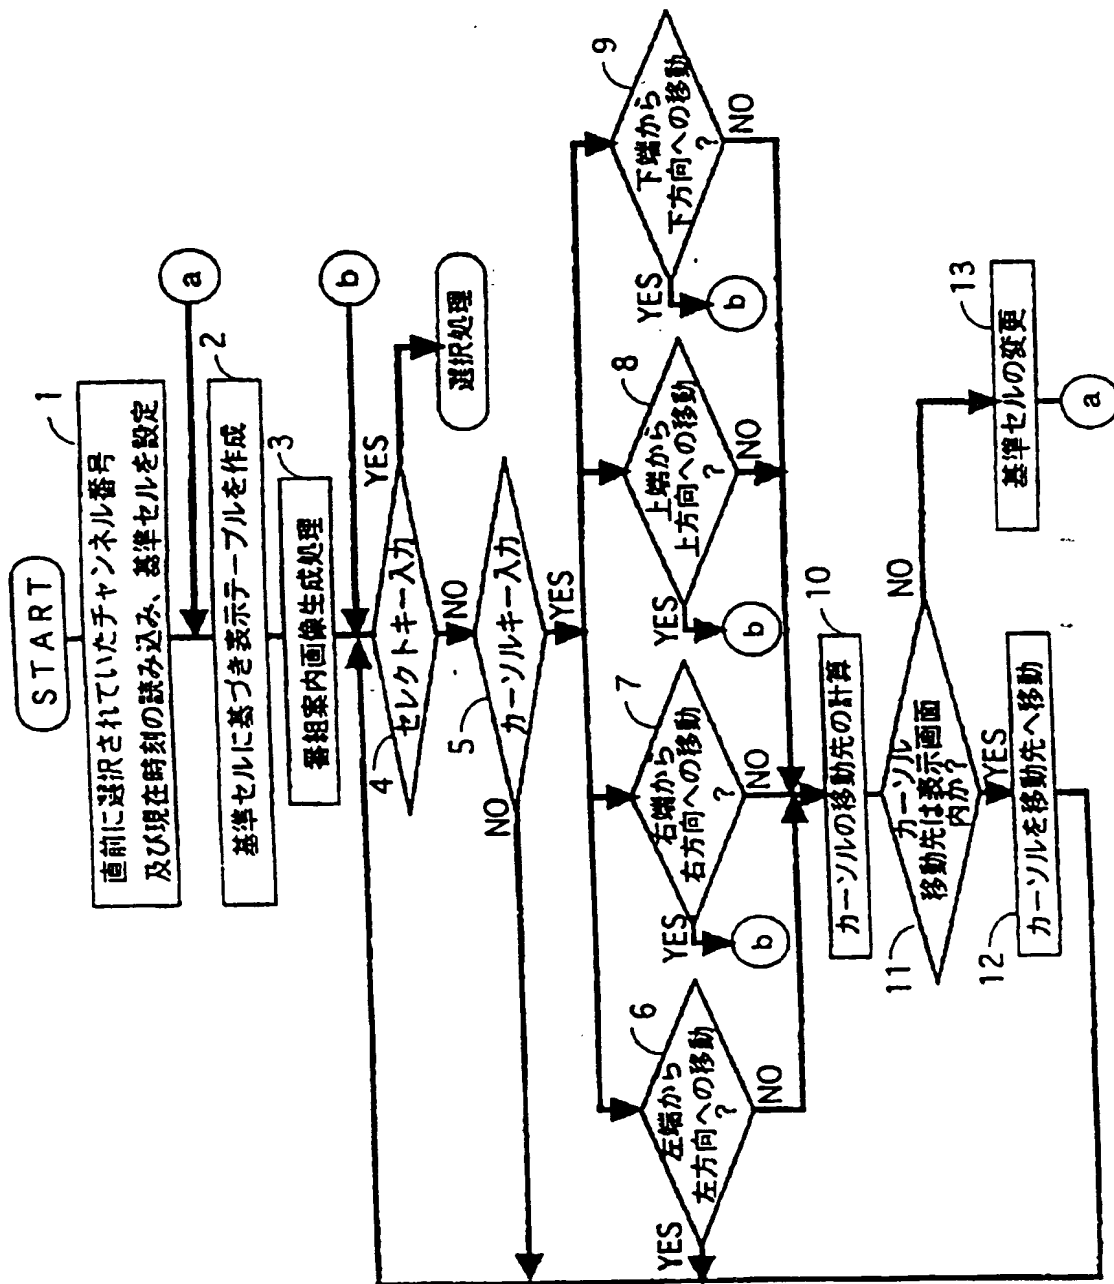 START
直前に選択されていたチャンネル番号
及び現在時刻の読み込み、基準セルを設定
1
a
基準セルに基づき表示テーブルを作成
2
番組案内画像生成処理
3
b
セレクトキー入力
4
YES
選択処理
NO
カーソルキー入力
5
NO
YES
左端から
左方向への移動
?
6
YES
NO
右端から
右方向への移動
?
7
YES
b
NO
上端から
上方向への移動
?
8
YES
b
NO
下端から
下方向への移動
?
9
YES
b
NO
カーソルの移動先の計算
10
カーソル
移動先は表示画面
内か?
11
NO
YES
カーソルを移動先へ移動
12
基準セルの変更
13
a